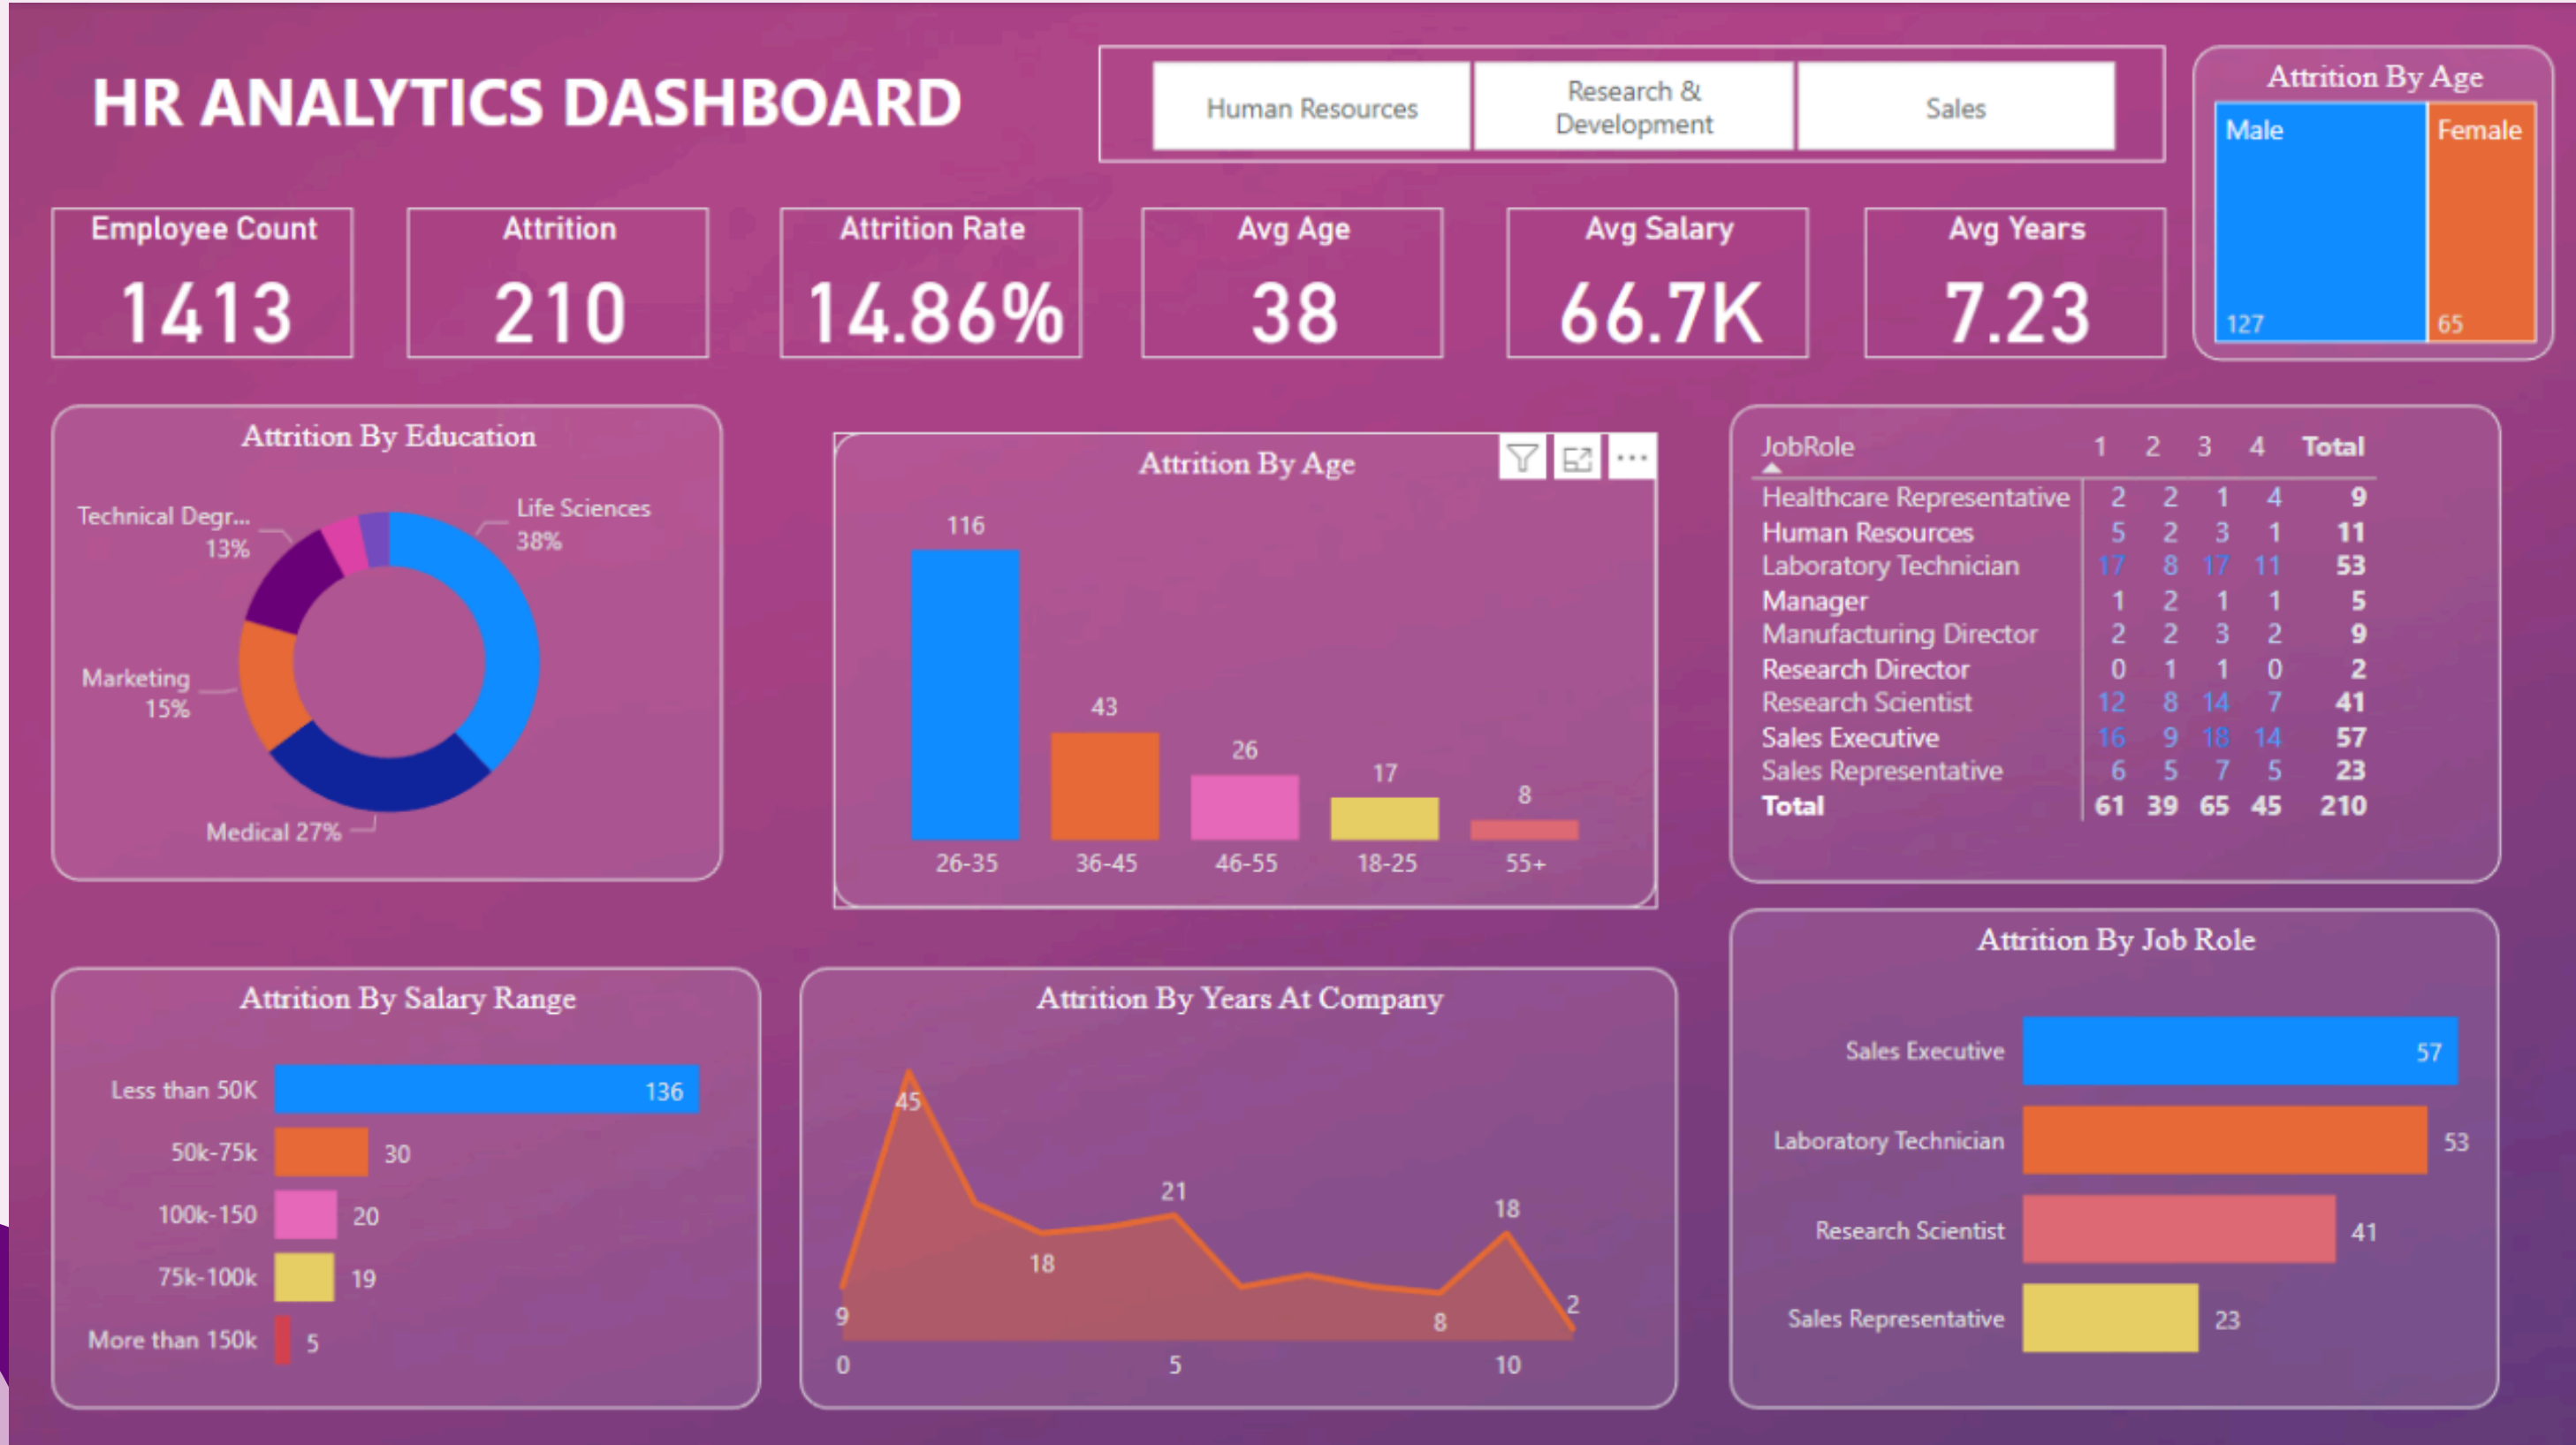 HR ANALYTICS DASHBOARD
Human Resources
Research &
Development
Sales
Attrition By Age
Male
Female
127
65
Employee Count
1413
Attrition
210
Attrition Rate
14.86%
Avg Age
38
Avg Salary
66.7K
Avg Years
7.23
Attrition By Education
Technical Degr...
13%
Life Sciences
38%
Marketing
15%
Medical 27%
Attrition By Age
116
43
26
17
8
26-35
36-45
46-55
18-25
55+
JobRole 1 2 3 4 Total
Healthcare Representative 2 2 1 4 9
Human Resources 5 2 3 1 11
Laboratory Technician 17 8 17 11 53
Manager 1 2 1 1 5
Manufacturing Director 2 2 3 2 9
Research Director 0 1 1 0 2
Research Scientist 12 8 14 7 41
Sales Executive 16 9 18 14 57
Sales Representative 6 5 7 5 23
Total 61 39 65 45 210
Attrition By Salary Range
Less than 50K 136
50k-75k 30
100k-150 20
75k-100k 19
More than 150k 5
Attrition By Years At Company
45
21
18
18
9
8
2
0
5
10
Attrition By Job Role
Sales Executive 57
Laboratory Technician 53
Research Scientist 41
Sales Representative 23